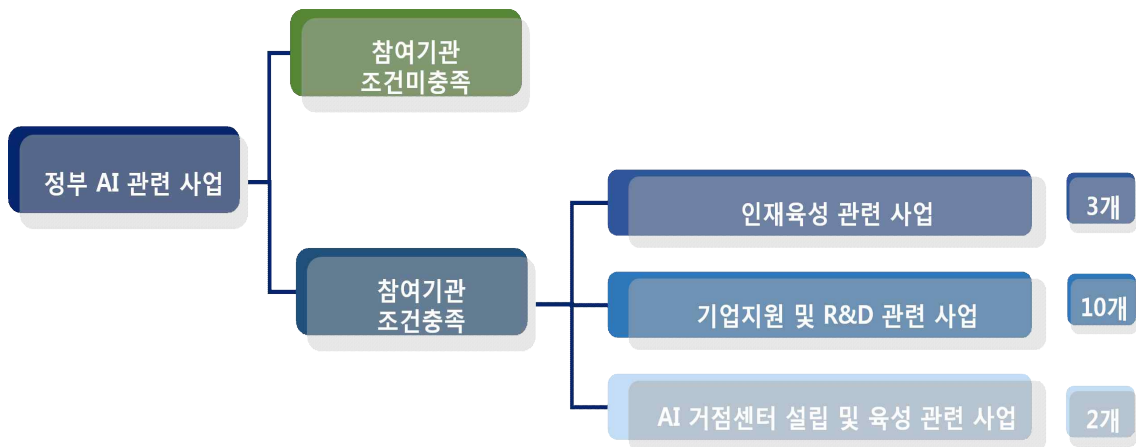 참여기관
조건미충족
정부 AI 관련 사업
인재육성 관련 사업
3개
참여기관
조건충족
기업지원 및 R&D 관련 사업
10개
AI 거점센터 설립 및 육성 관련 사업
2개